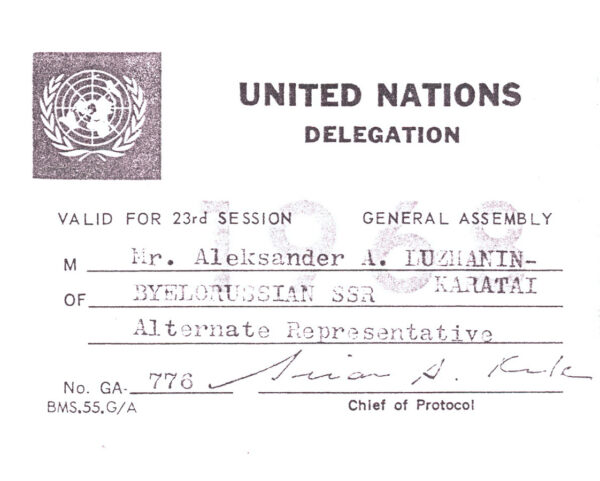 UNITED NATIONS
DELEGATION
1968
VALID FOR 23rd SESSION GENERAL ASSEMBLY
M Mr. Aleksander A. LUZHANIN-
KARATAI
OF BYELORUSSIAN SSR
Alternate Representative
No. GA- 776
BMS.55.G/A Chief of Protocol